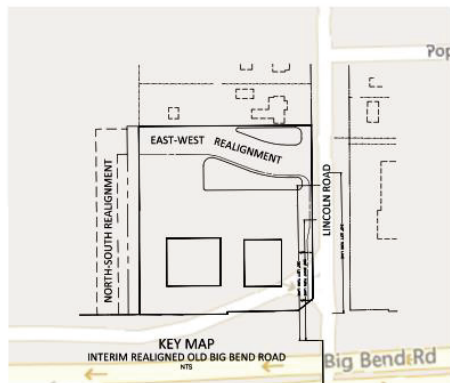 Pop
EAST-WEST REALIGNMENT
NORTH-SOUTH REALIGNMENT
LINCOLN ROAD
KEY MAP
INTERIM REALIGNED OLD BIG BEND ROAD
NTS
Big Bend Rd